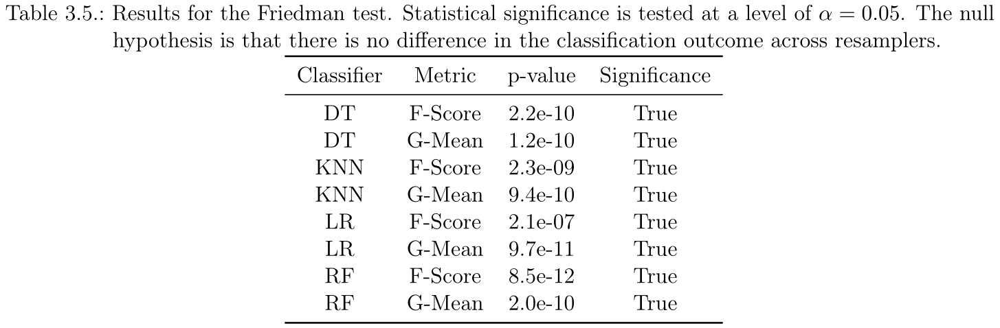 Table 3.5.: Results for the Friedman test. Statistical significance is tested at a level of α = 0.05. The null
hypothesis is that there is no difference in the classification outcome across resamplers.
Classifier Metric p-value Significance
DT F-Score 2.2e-10 True
DT G-Mean 1.2e-10 True
KNN F-Score 2.3e-09 True
KNN G-Mean 9.4e-10 True
LR F-Score 2.1e-07 True
LR G-Mean 9.7e-11 True
RF F-Score 8.5e-12 True
RF G-Mean 2.0e-10 True